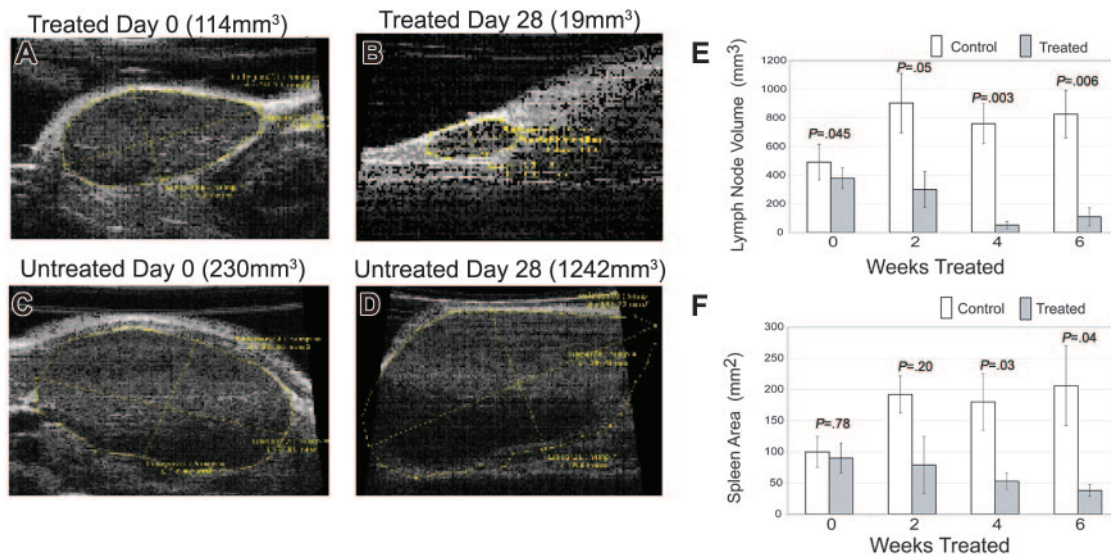 Treated Day 0 (114mm³)
Treated Day 28 (19mm³)
A
B
Untreated Day 0 (230mm³)
Untreated Day 28 (1242mm³)
C
D
E
Control
Treated
Lymph Node Volume (mm³)
1200
1000
800
600
400
200
0
P=.045
P=.05
P=.003
P=.006
0 2 4 6
Weeks Treated
F
Control
Treated
Spleen Area (mm²)
300
250
200
150
100
50
0
P=.78
P=.20
P=.03
P=.04
0 2 4 6
Weeks Treated